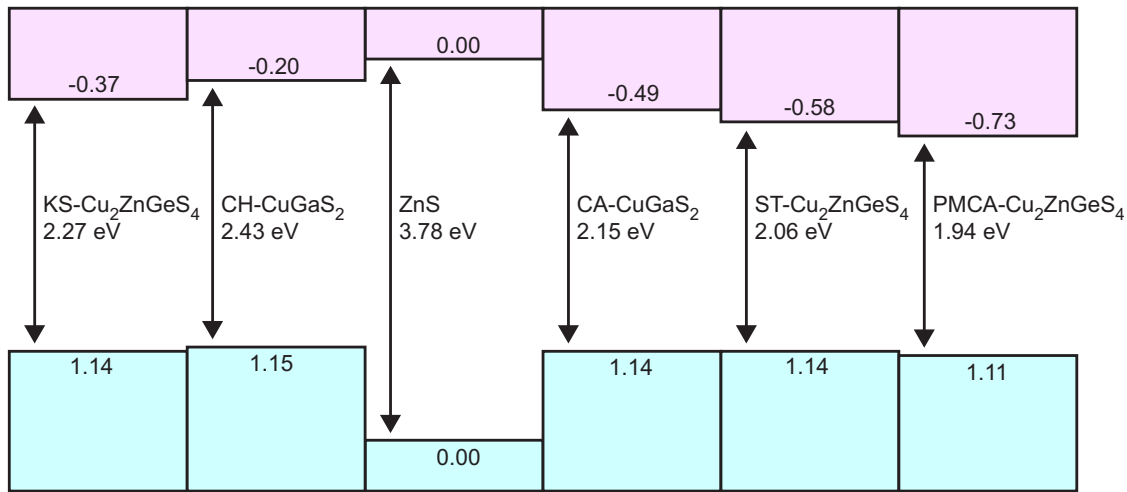 -0.37
-0.20
0.00
-0.49
-0.58
-0.73
KS-Cu₂ZnGeS₄
2.27 eV
CH-CuGaS₂
2.43 eV
ZnS
3.78 eV
CA-CuGaS₂
2.15 eV
ST-Cu₂ZnGeS₄
2.06 eV
PMCA-Cu₂ZnGeS₄
1.94 eV
1.14
1.15
0.00
1.14
1.14
1.11